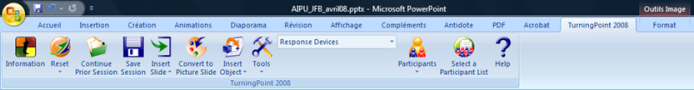 AIPU_JFB_avril08.pptx - Microsoft PowerPoint
Outils Image
Accueil Insertion Création Animations Diaporama Révision Affichage Compléments Antidote PDF Acrobat TurningPoint 2008 Format
Response Devices
Information Reset Continue Prior Session Save Session Insert Slide Convert to Picture Slide Insert Object Tools Participants Select a Participant List Help
TurningPoint 2008